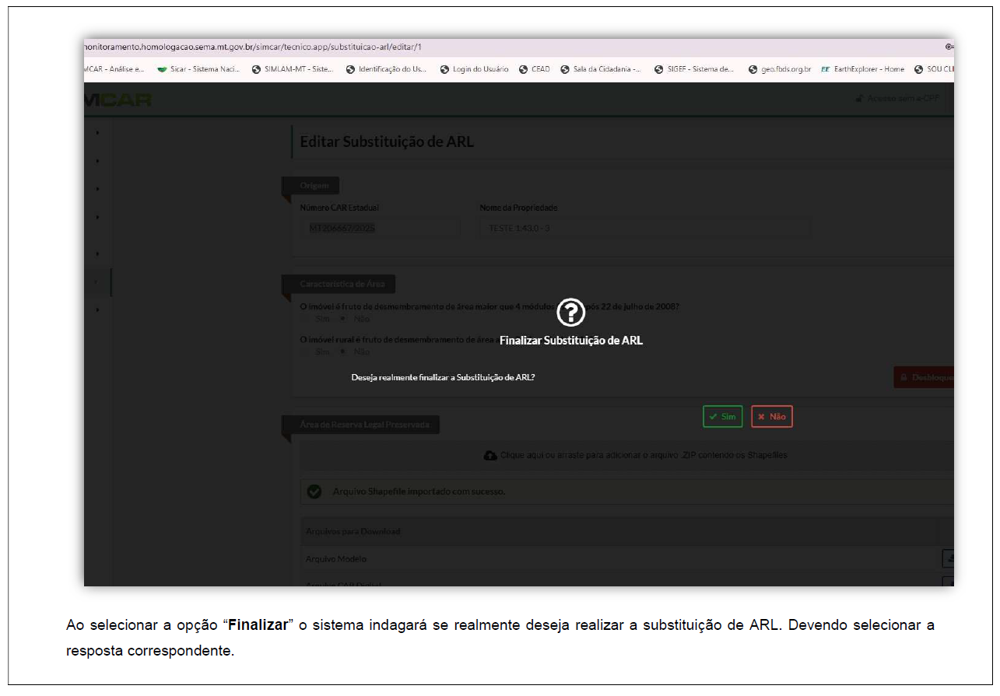 onitoramento.homologacao.sema.mt.gov.br/simcar/tecnico.app/substituicao-arl/editar/1
MCAR - Análise e... Sicar - Sistema Naci... SIMLAM-MT - Siste... Identificação do Us... Login do Usuário CEAD Sala da Cidadania -... SIGEF - Sistema de... geo.fbds.org.br EE EarthExplorer - Home SOU CLI
MCAR
Acesso sem e-CPF
Editar Substituição de ARL
Origem
Número CAR Estadual Nome da Propriedade
MT206667/2025 TESTE 1.43.0 - 3
Característica de Área
O imóvel é fruto de desmembramento de área maior que 4 módulos pós 22 de julho de 2008?
Sim Não
O imóvel rural é fruto de desmembramento de área a
Sim Não
Finalizar Substituição de ARL
Deseja realmente finalizar a Substituição de ARL?
Desbloque
Sim Não
Área de Reserva Legal Preservada
Clique aqui ou arraste para adicionar o arquivo .ZIP contendo os Shapefiles
Arquivo Shapefile importado com sucesso.
Arquivos para Download
Arquivo Modelo
Arquivo CAR Digital
Ao selecionar a opção “Finalizar” o sistema indagará se realmente deseja realizar a substituição de ARL. Devendo selecionar a
resposta correspondente.